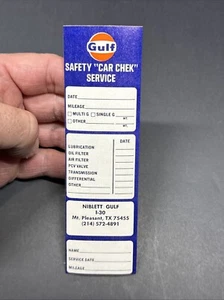 Gulf
SAFETY "CAR CHEK"
SERVICE
DATE
MILEAGE
MULTI G SINGLE G
OTHER
DATE
LUBRICATION
OIL FILTER
AIR FILTER
PCV VALVE
TRANSMISSION
DIFFERENTIAL
OTHER
NIBLETT GULF
I-30
Mt. Pleasant, TX 75455
(214) 572-4891
NAME
SERVICE DATE
MILEAGE